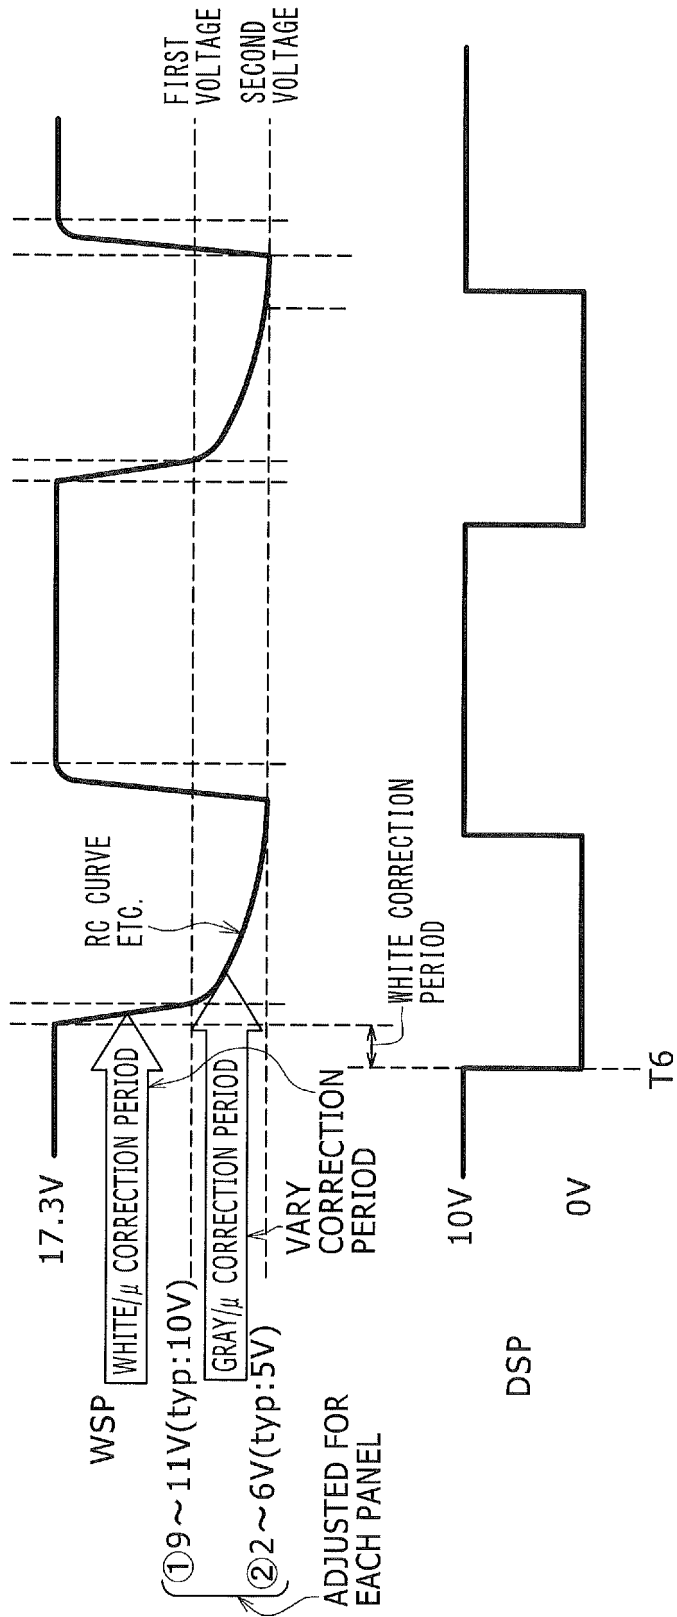 FIRST
VOLTAGE
SECOND
VOLTAGE
RC CURVE
ETC.
17.3V
WSP
WHITE/μ CORRECTION PERIOD
①9～11V(typ:10V)
GRAY/μ CORRECTION PERIOD
②2～6V(typ:5V)
ADJUSTED FOR
EACH PANEL
VARY
CORRECTION
PERIOD
WHITE CORRECTION
PERIOD
10V
0V
DSP
T6